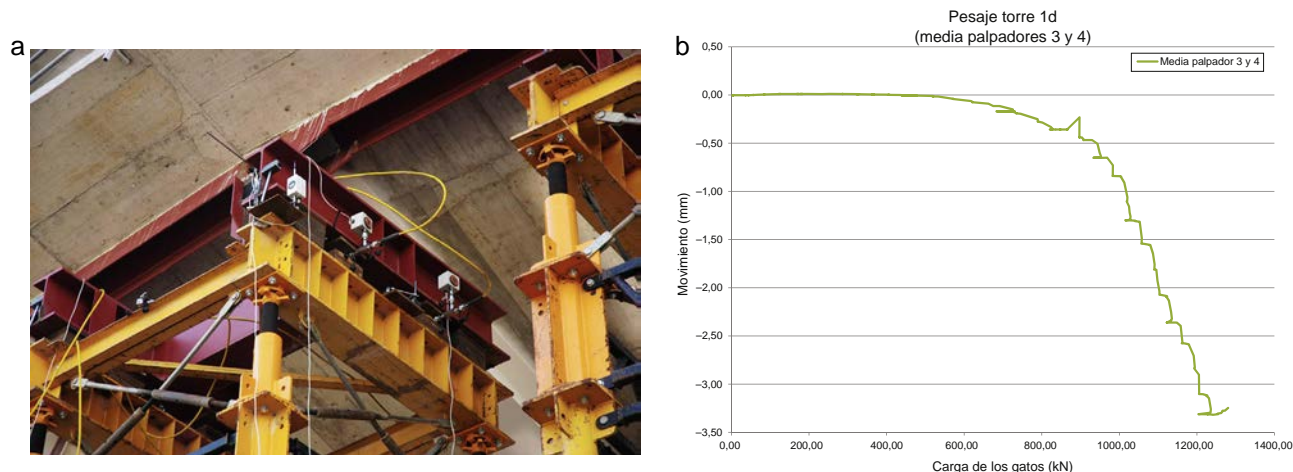 a
b
Pesaje torre 1d
(media palpadores 3 y 4)
Media palpador 3 y 4
Movimiento (mm)
0,50
0,00
–0,50
–1,00
–1,50
–2,00
–2,50
–3,00
–3,50
0,00 200,00 400,00 600,00 800,00 1000,00 1200,00 1400,00
Carga de los gatos (kN)